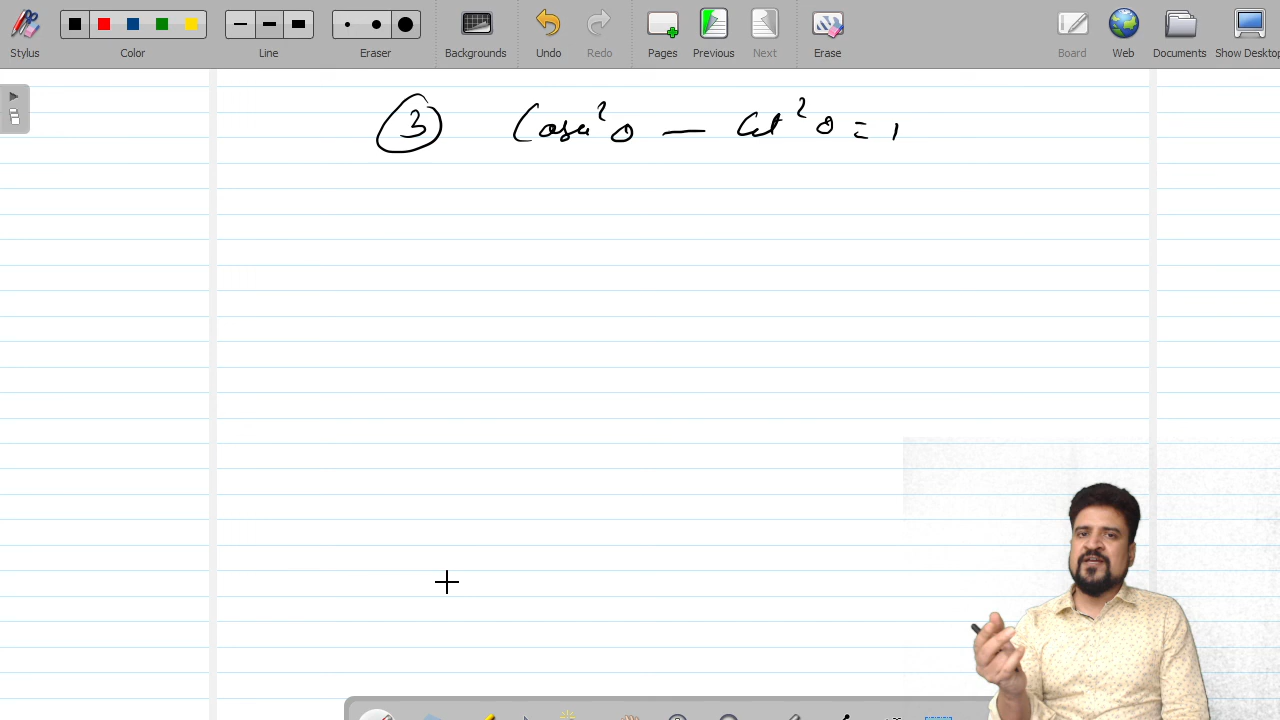 Stylus
Color
Line
Eraser
Backgrounds
Undo
Redo
Pages
Previous
Next
Erase
Board
Web
Documents
Show Desktop
③ Cosec²θ — Cot²θ = 1